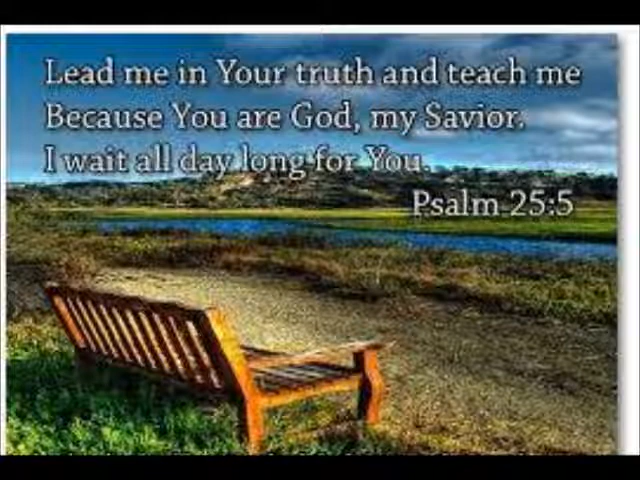 Lead me in Your truth and teach me
Because You are God, my Savior.
I wait all day long for You.
Psalm 25:5